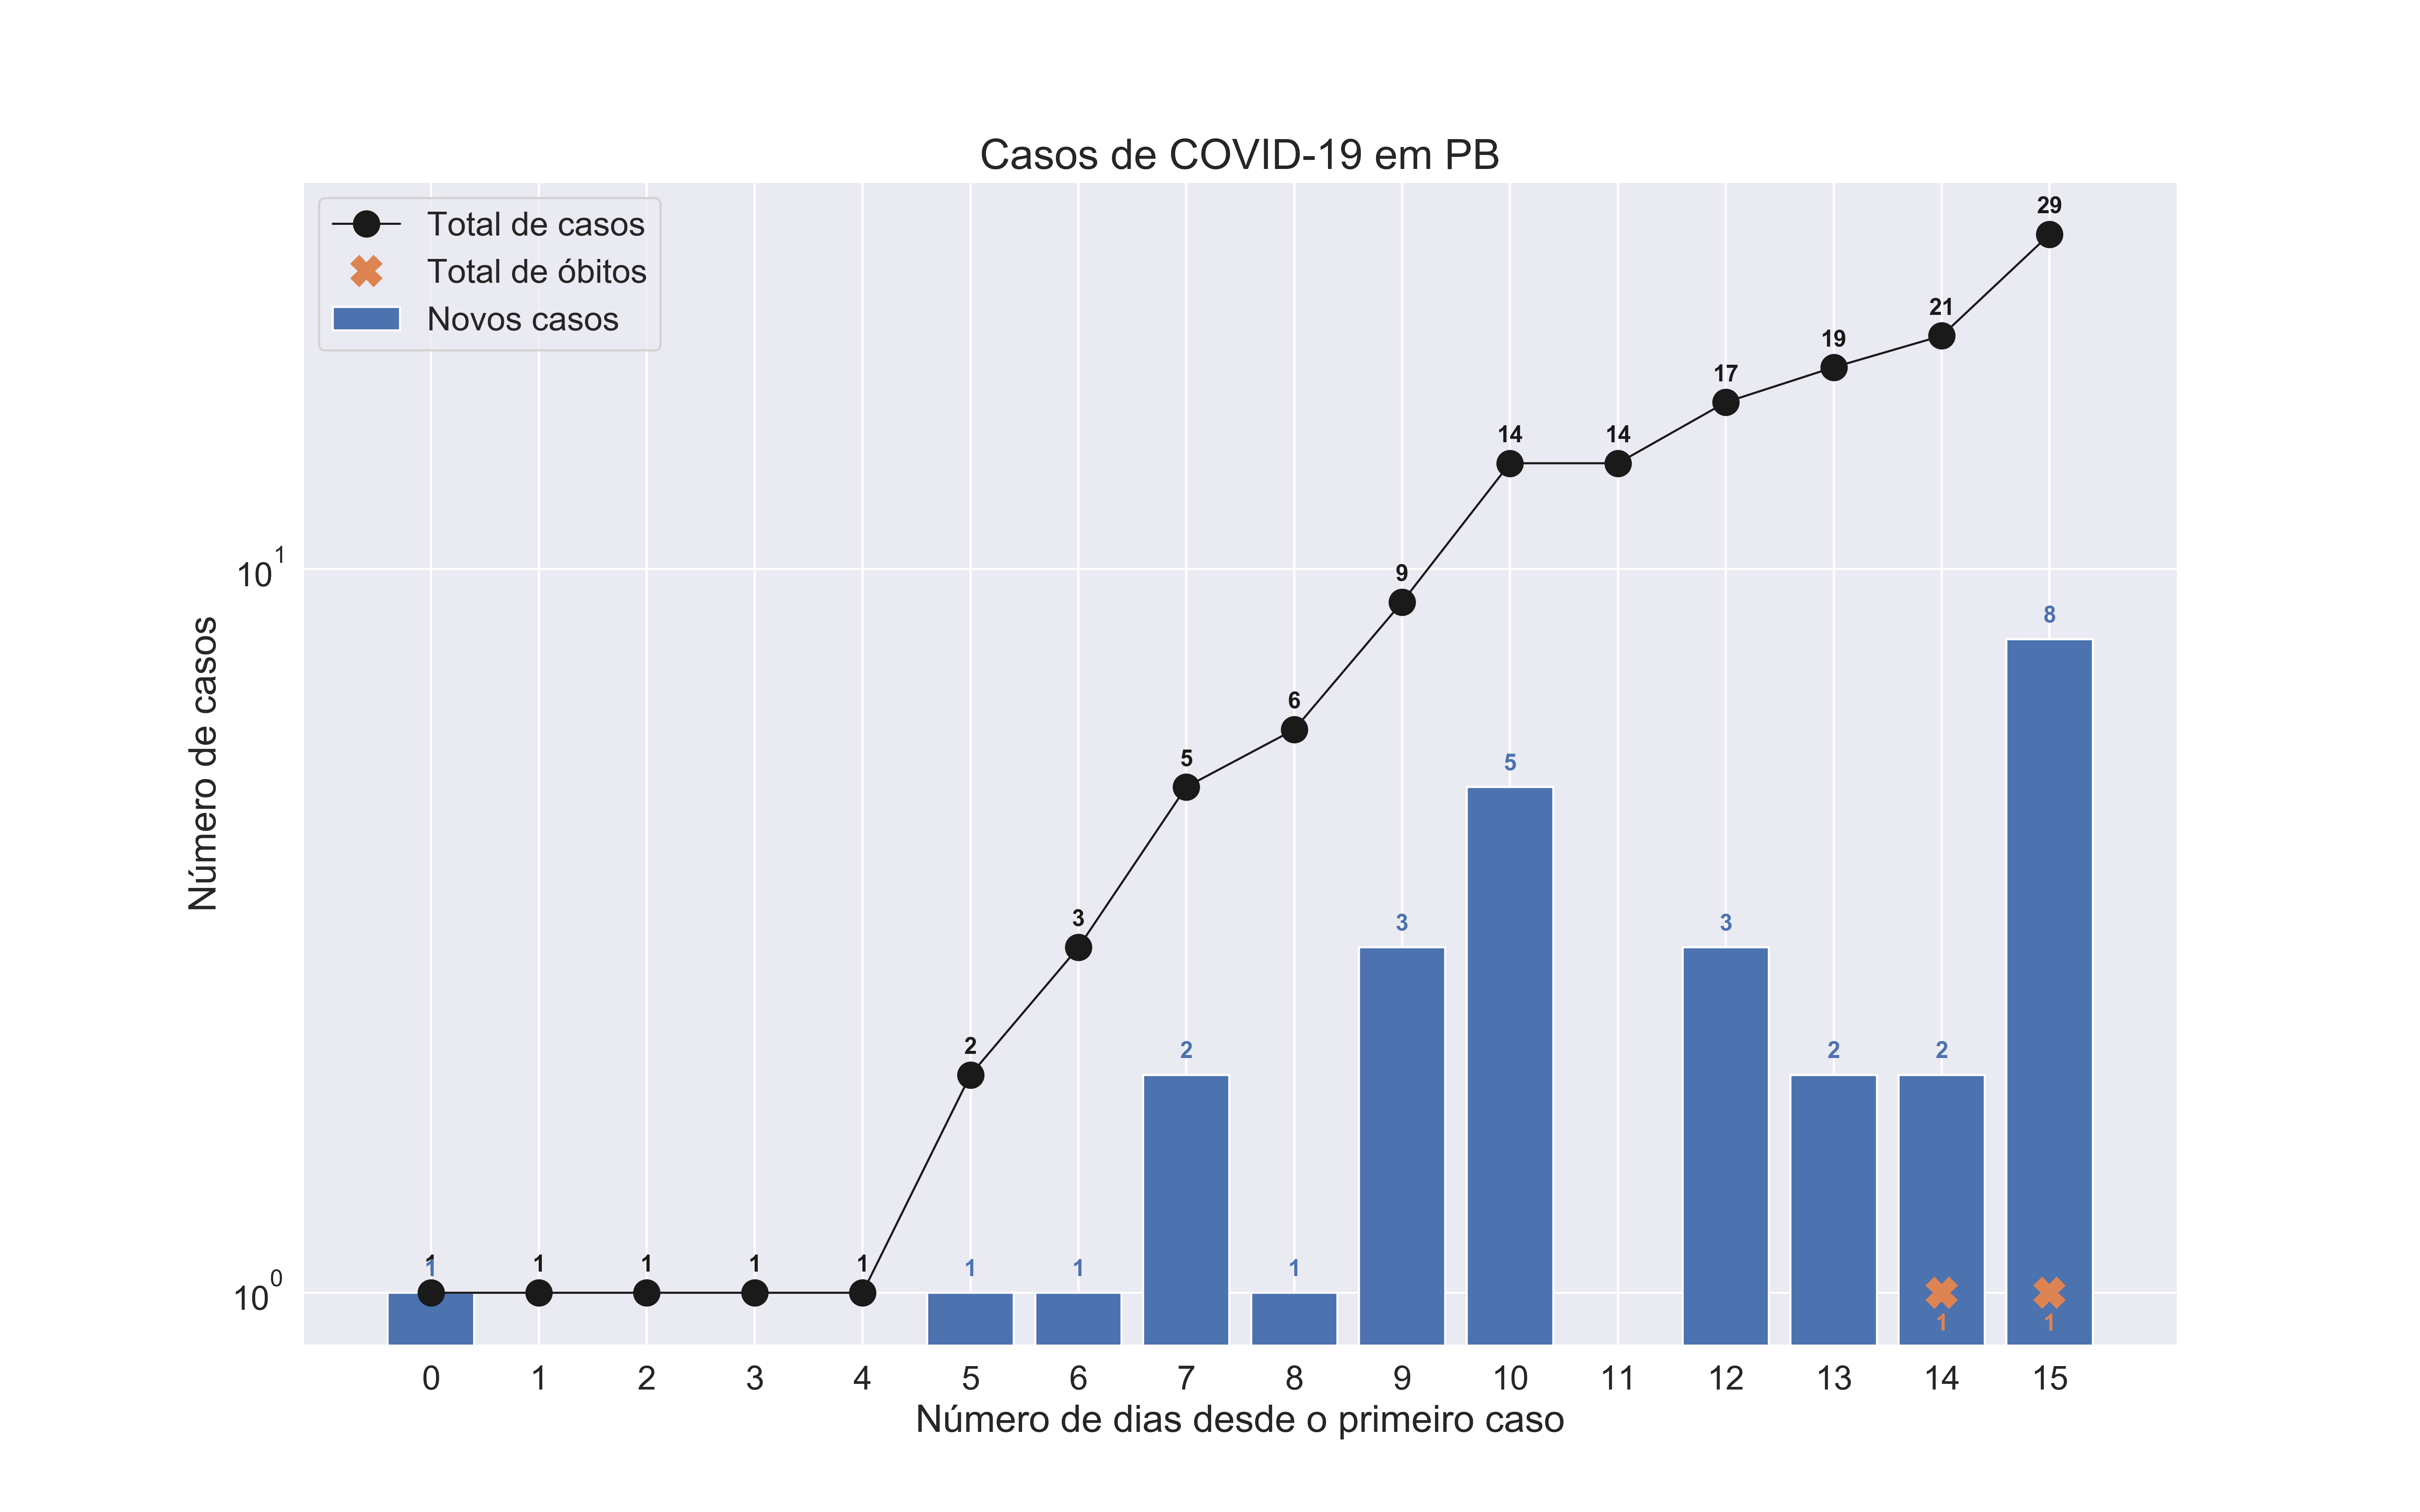 Casos de COVID-19 em PB
Total de casos
Total de óbitos
Novos casos
29
21
19
17
14 14
10^1
9
8
6
5 5
3 3 3
2 2 2 2
1 1 1 1 1 1 1 1 1
10^0
1 1
0 1 2 3 4 5 6 7 8 9 10 11 12 13 14 15
Número de dias desde o primeiro caso
Número de casos